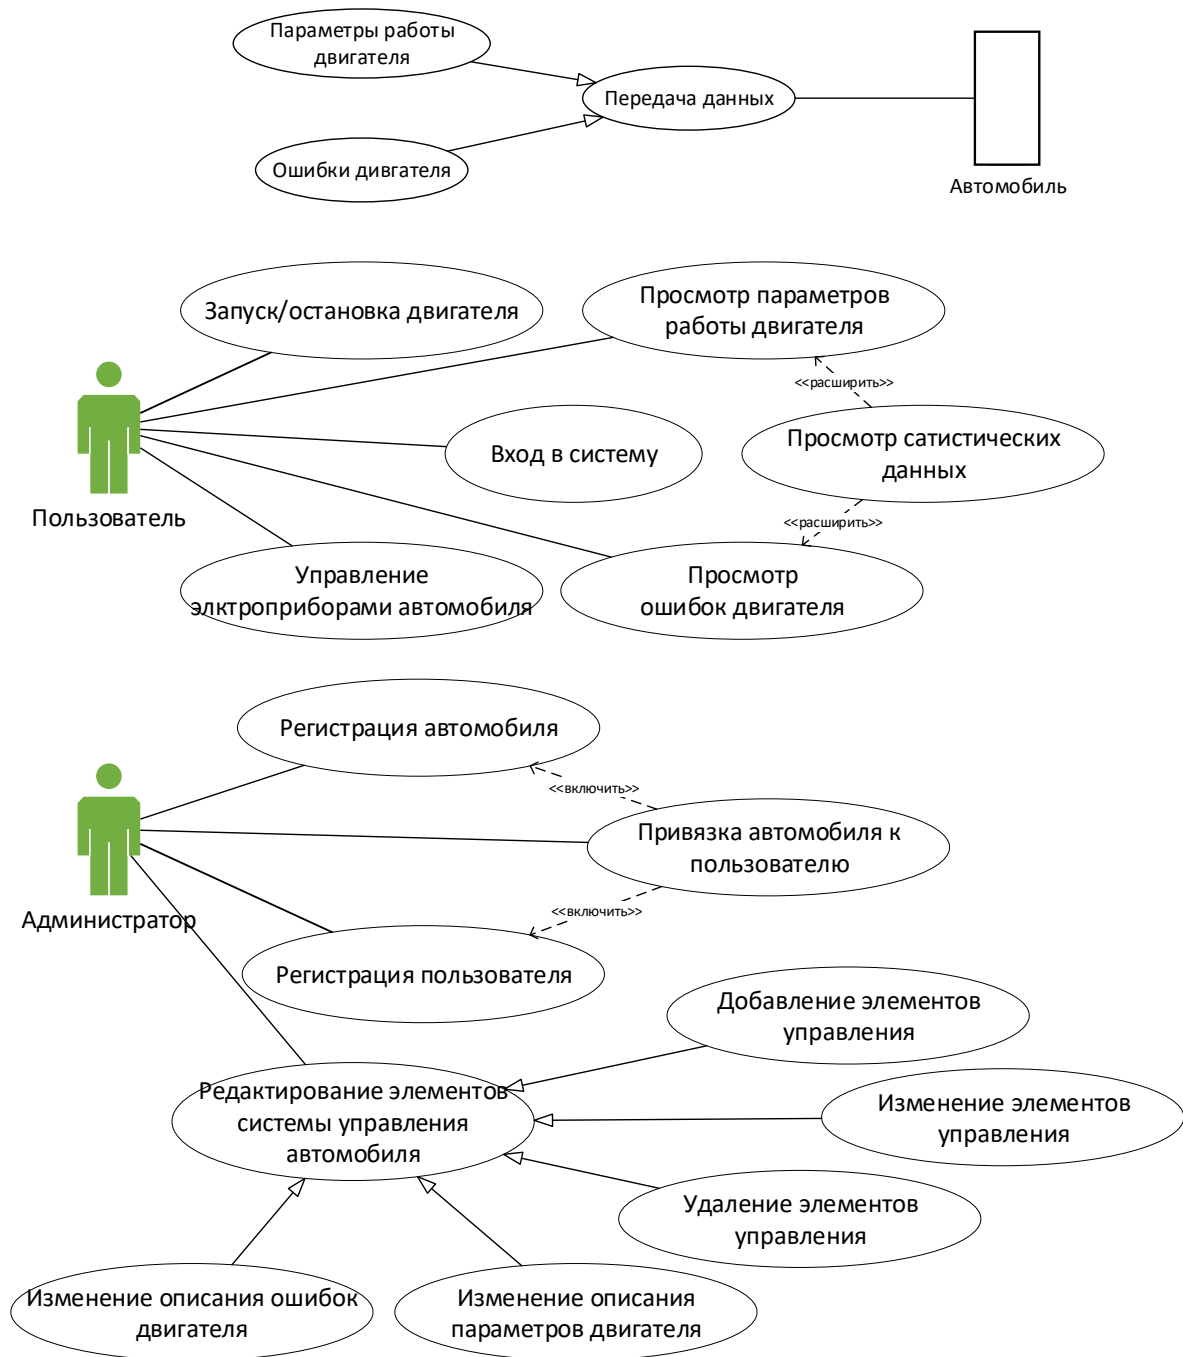 Параметры работы
двигателя
Передача данных
Ошибки дивгателя
Автомобиль
Запуск/остановка двигателя
Просмотр параметров
работы двигателя
<<расширить>>
Вход в систему
Просмотр сатистических
данных
Пользователь
<<расширить>>
Управление
элктроприборами автомобиля
Просмотр
ошибок двигателя
Регистрация автомобиля
<<включить>>
Привязка автомобиля к
пользователю
Администратор
<<включить>>
Регистрация пользователя
Добавление элементов
управления
Редактирование элементов
системы управления
автомобиля
Изменение элементов
управления
Удаление элементов
управления
Изменение описания ошибок
двигателя
Изменение описания
параметров двигателя